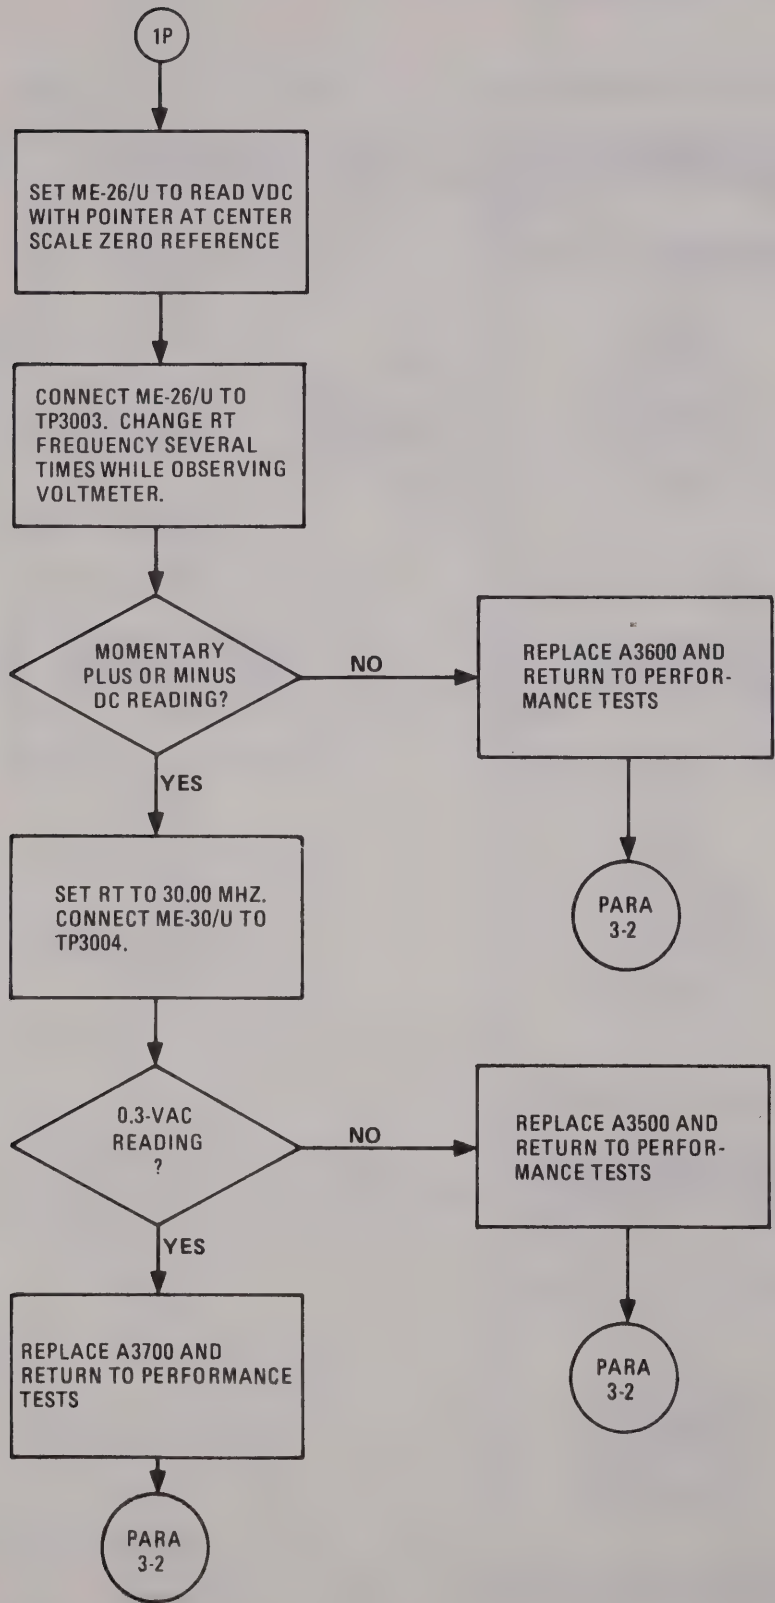 1P
SET ME-26/U TO READ VDC
WITH POINTER AT CENTER
SCALE ZERO REFERENCE
CONNECT ME-26/U TO
TP3003. CHANGE RT
FREQUENCY SEVERAL
TIMES WHILE OBSERVING
VOLTMETER.
MOMENTARY
PLUS OR MINUS
DC READING?
NO
REPLACE A3600 AND
RETURN TO PERFOR-
MANCE TESTS
PARA
3-2
YES
SET RT TO 30.00 MHZ.
CONNECT ME-30/U TO
TP3004.
0.3-VAC
READING
?
NO
REPLACE A3500 AND
RETURN TO PERFOR-
MANCE TESTS
PARA
3-2
YES
REPLACE A3700 AND
RETURN TO PERFORMANCE
TESTS
PARA
3-2